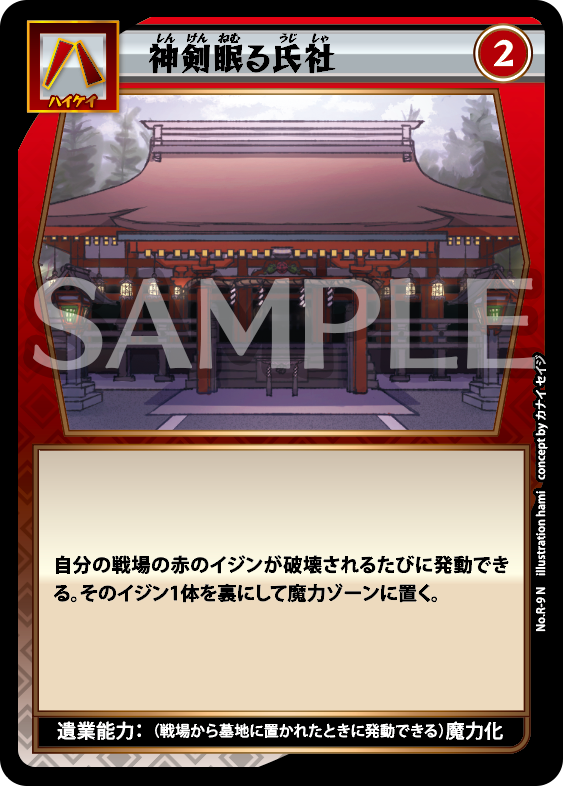 しん けん ねむ うじ しゃ
神剣眠る氏社
2
ハイケイ
SAMPLE
自分の戦場の赤のイジンが破壊されるたびに発動でき
る。そのイジン1体を裏にして魔力ゾーンに置く。
遺業能力:（戦場から墓地に置かれたときに発動できる）魔力化
No.R-9 N illustration hami concept by カナイ セイジ